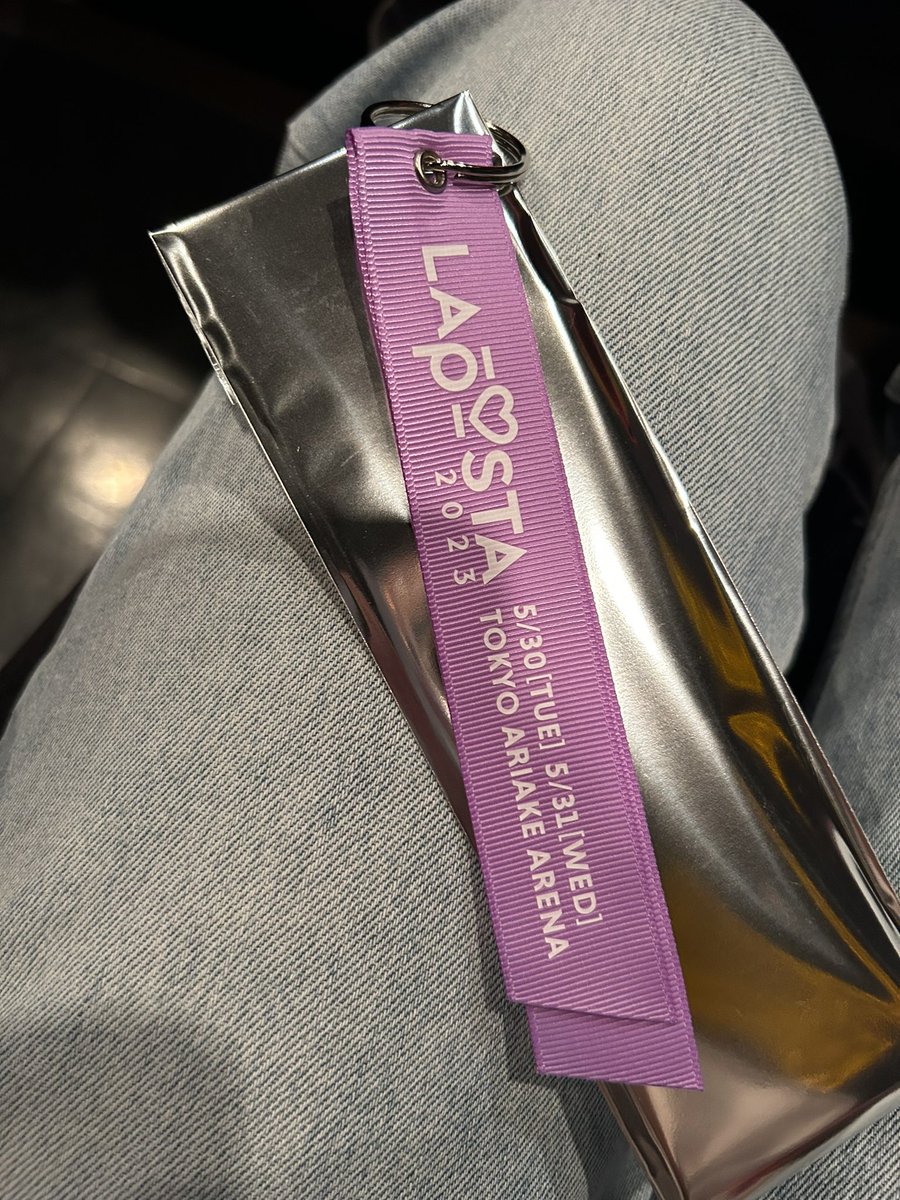 LAPOSTA
2023
5/30[TUE] 5/31[WED]
TOKYO ARIAKE ARENA